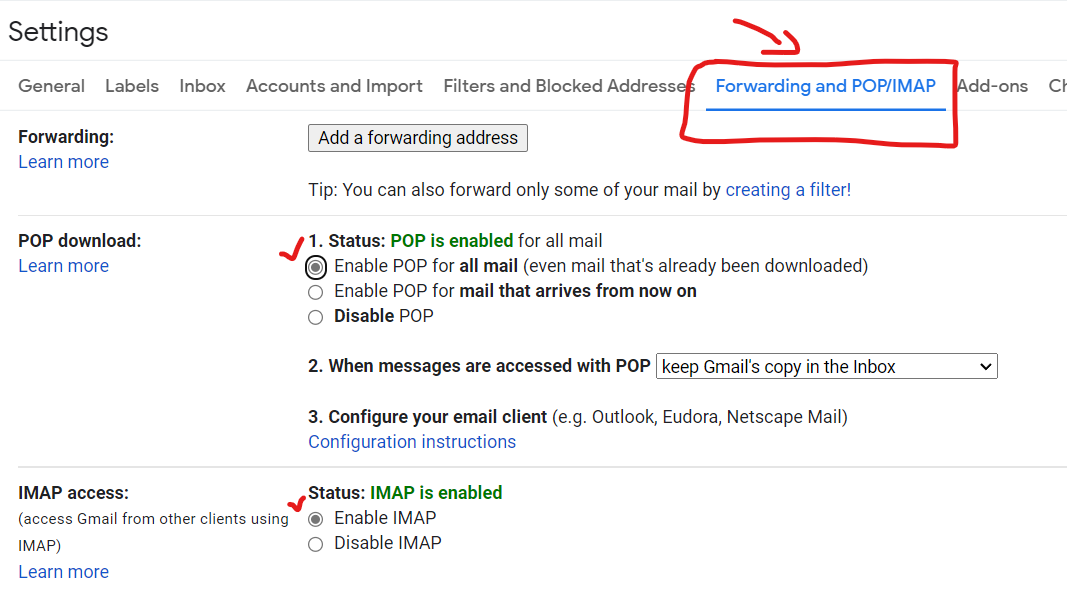 Settings
General Labels Inbox Accounts and Import Filters and Blocked Addresses Forwarding and POP/IMAP Add-ons Ch
Forwarding:
Learn more
Add a forwarding address
Tip: You can also forward only some of your mail by creating a filter!
POP download:
Learn more
1. Status: POP is enabled for all mail
Enable POP for all mail (even mail that's already been downloaded)
Enable POP for mail that arrives from now on
Disable POP
2. When messages are accessed with POP keep Gmail's copy in the Inbox
3. Configure your email client (e.g. Outlook, Eudora, Netscape Mail)
Configuration instructions
IMAP access:
(access Gmail from other clients using
IMAP)
Learn more
Status: IMAP is enabled
Enable IMAP
Disable IMAP